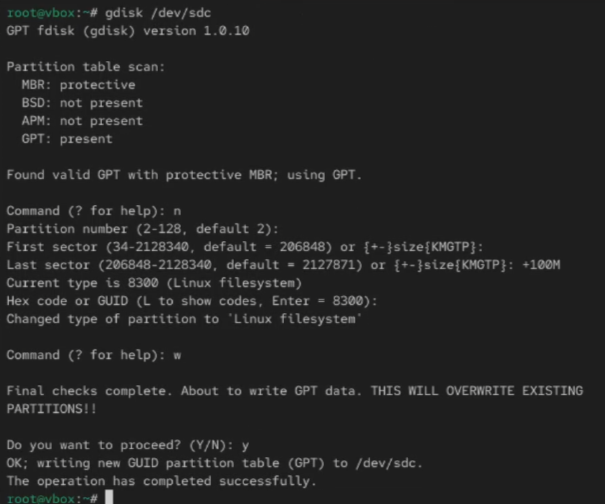 root@vbox:~# gdisk /dev/sdc
GPT fdisk (gdisk) version 1.0.10
Partition table scan:
MBR: protective
BSD: not present
APM: not present
GPT: present
Found valid GPT with protective MBR; using GPT.
Command (? for help): n
Partition number (2-128, default 2):
First sector (34-2128340, default = 206848) or {+-}size{KMGTP}:
Last sector (206848-2128340, default = 2127871) or {+-}size{KMGTP}: +100M
Current type is 8300 (Linux filesystem)
Hex code or GUID (L to show codes, Enter = 8300):
Changed type of partition to 'Linux filesystem'
Command (? for help): w
Final checks complete. About to write GPT data. THIS WILL OVERWRITE EXISTING
PARTITIONS!!
Do you want to proceed? (Y/N): y
OK; writing new GUID partition table (GPT) to /dev/sdc.
The operation has completed successfully.
root@vbox:~#